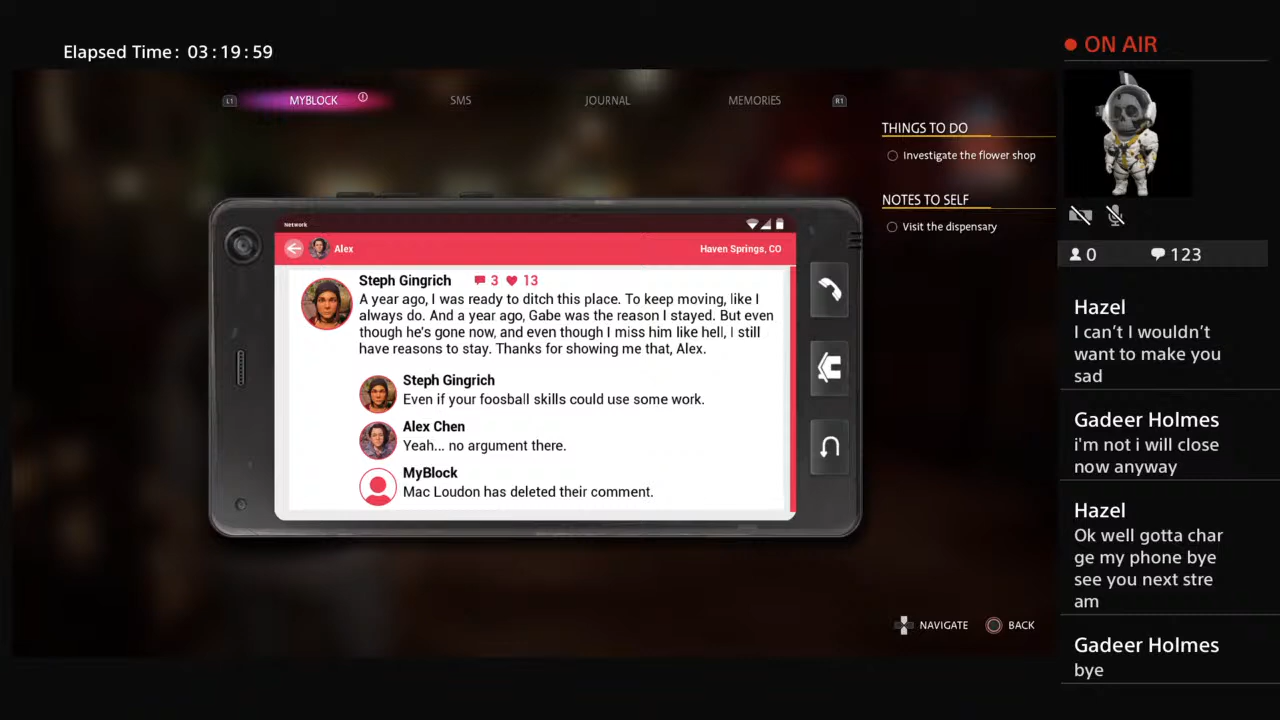 Elapsed Time: 03:19:59
ON AIR
L1
MYBLOCK
SMS
JOURNAL
MEMORIES
R1
THINGS TO DO
Investigate the flower shop
NOTES TO SELF
Visit the dispensary
Network
Alex
Haven Springs, CO
Steph Gingrich 3 13
A year ago, I was ready to ditch this place. To keep moving, like I
always do. And a year ago, Gabe was the reason I stayed. But even
though he's gone now, and even though I miss him like hell, I still
have reasons to stay. Thanks for showing me that, Alex.
Steph Gingrich
Even if your foosball skills could use some work.
Alex Chen
Yeah... no argument there.
MyBlock
Mac Loudon has deleted their comment.
NAVIGATE
BACK
0
123
Hazel
I can't I wouldn't
want to make you
sad
Gadeer Holmes
i'm not i will close
now anyway
Hazel
Ok well gotta char
ge my phone bye
see you next stre
am
Gadeer Holmes
bye